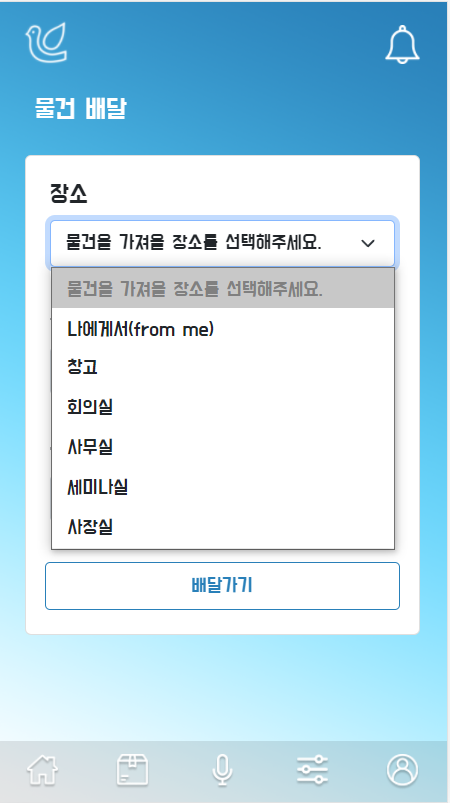 물건 배달
장소
물건을 가져올 장소를 선택해주세요.
물건을 가져올 장소를 선택해주세요.
나에게서(from me)
창고
회의실
사무실
세미나실
사장실
배달가기